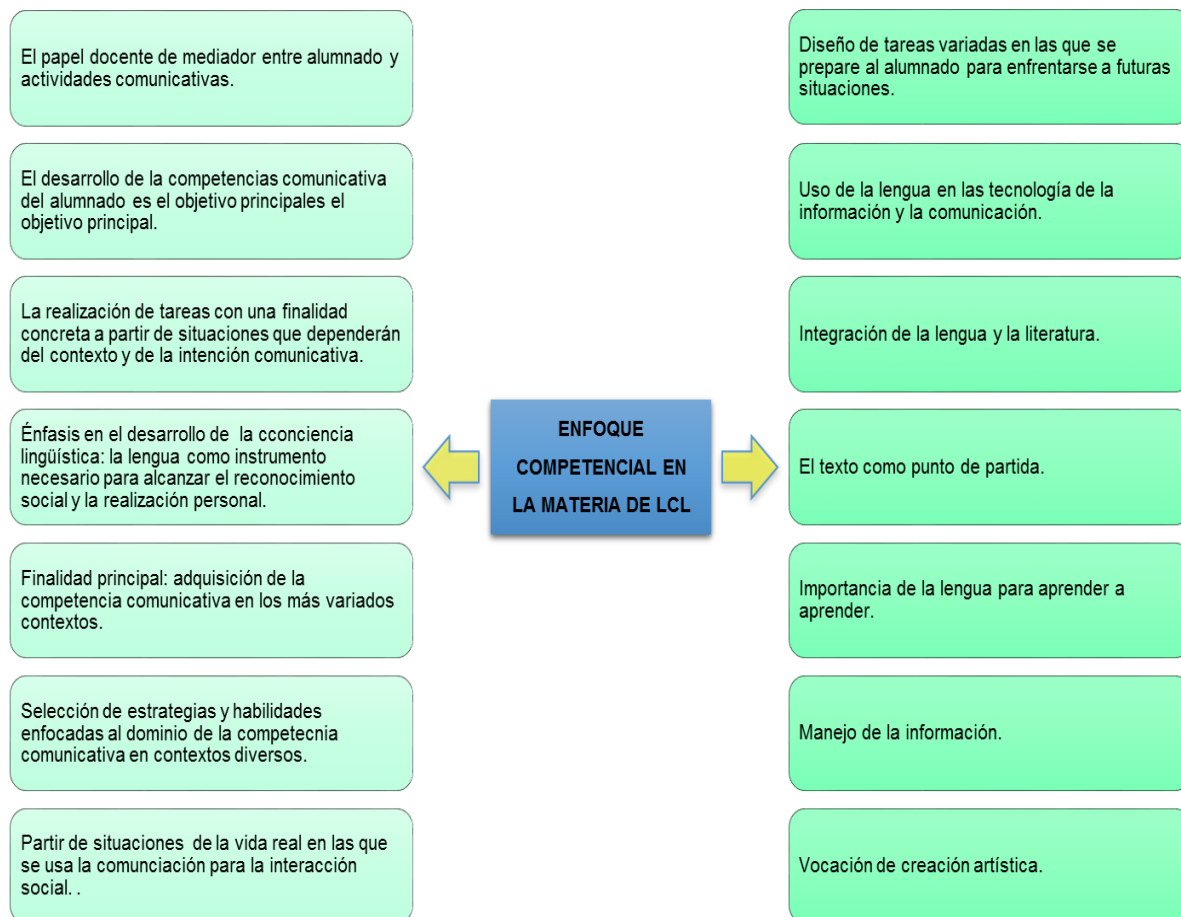 El papel docente de mediador entre alumnado y
actividades comunicativas.
El desarrollo de la competencias comunicativa
del alumnado es el objetivo principales el
objetivo principal.
La realización de tareas con una finalidad
concreta a partir de situaciones que dependerán
del contexto y de la intención comunicativa.
Énfasis en el desarrollo de la cconciencia
lingüística: la lengua como instrumento
necesario para alcanzar el reconocimiento
social y la realización personal.
Finalidad principal: adquisición de la
competencia comunicativa en los más variados
contextos.
Selección de estrategias y habilidades
enfocadas al dominio de la competecnia
comunicativa en contextos diversos.
Partir de situaciones de la vida real en las que
se usa la comunciación para la interacción
social. .
ENFOQUE
COMPETENCIAL EN
LA MATERIA DE LCL
Diseño de tareas variadas en las que se
prepare al alumnado para enfrentarse a futuras
situaciones.
Uso de la lengua en las tecnología de la
información y la comunicación.
Integración de la lengua y la literatura.
El texto como punto de partida.
Importancia de la lengua para aprender a
aprender.
Manejo de la información.
Vocación de creación artística.